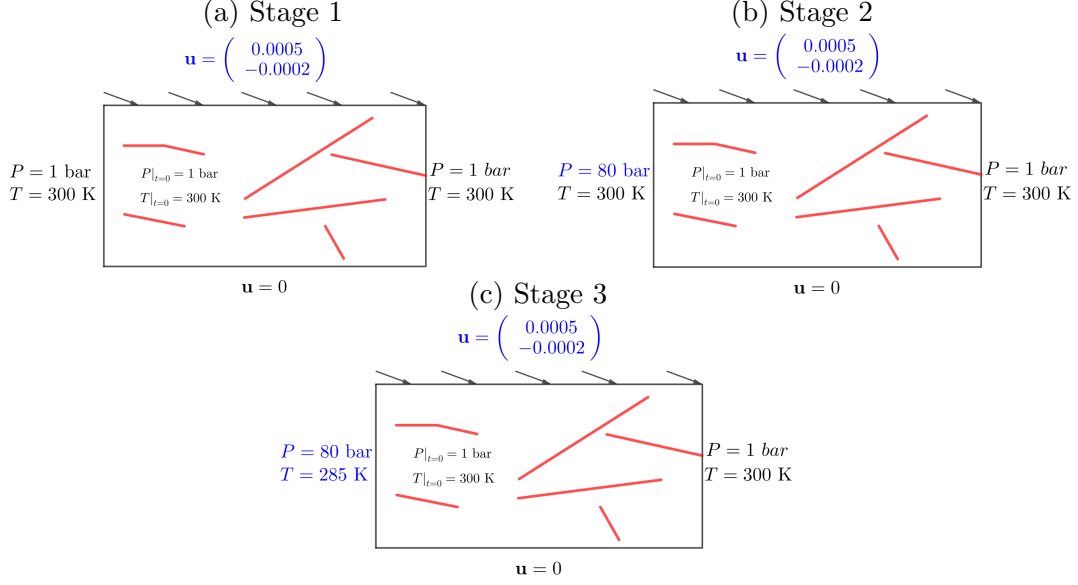 (a) Stage 1
u = ( 0.0005
−0.0002 )
P = 1 bar
T = 300 K
P|t=0 = 1 bar
T|t=0 = 300 K
P = 1 bar
T = 300 K
u = 0
(b) Stage 2
u = ( 0.0005
−0.0002 )
P = 80 bar
T = 300 K
P|t=0 = 1 bar
T|t=0 = 300 K
P = 1 bar
T = 300 K
u = 0
(c) Stage 3
u = ( 0.0005
−0.0002 )
P = 80 bar
T = 285 K
P|t=0 = 1 bar
T|t=0 = 300 K
P = 1 bar
T = 300 K
u = 0